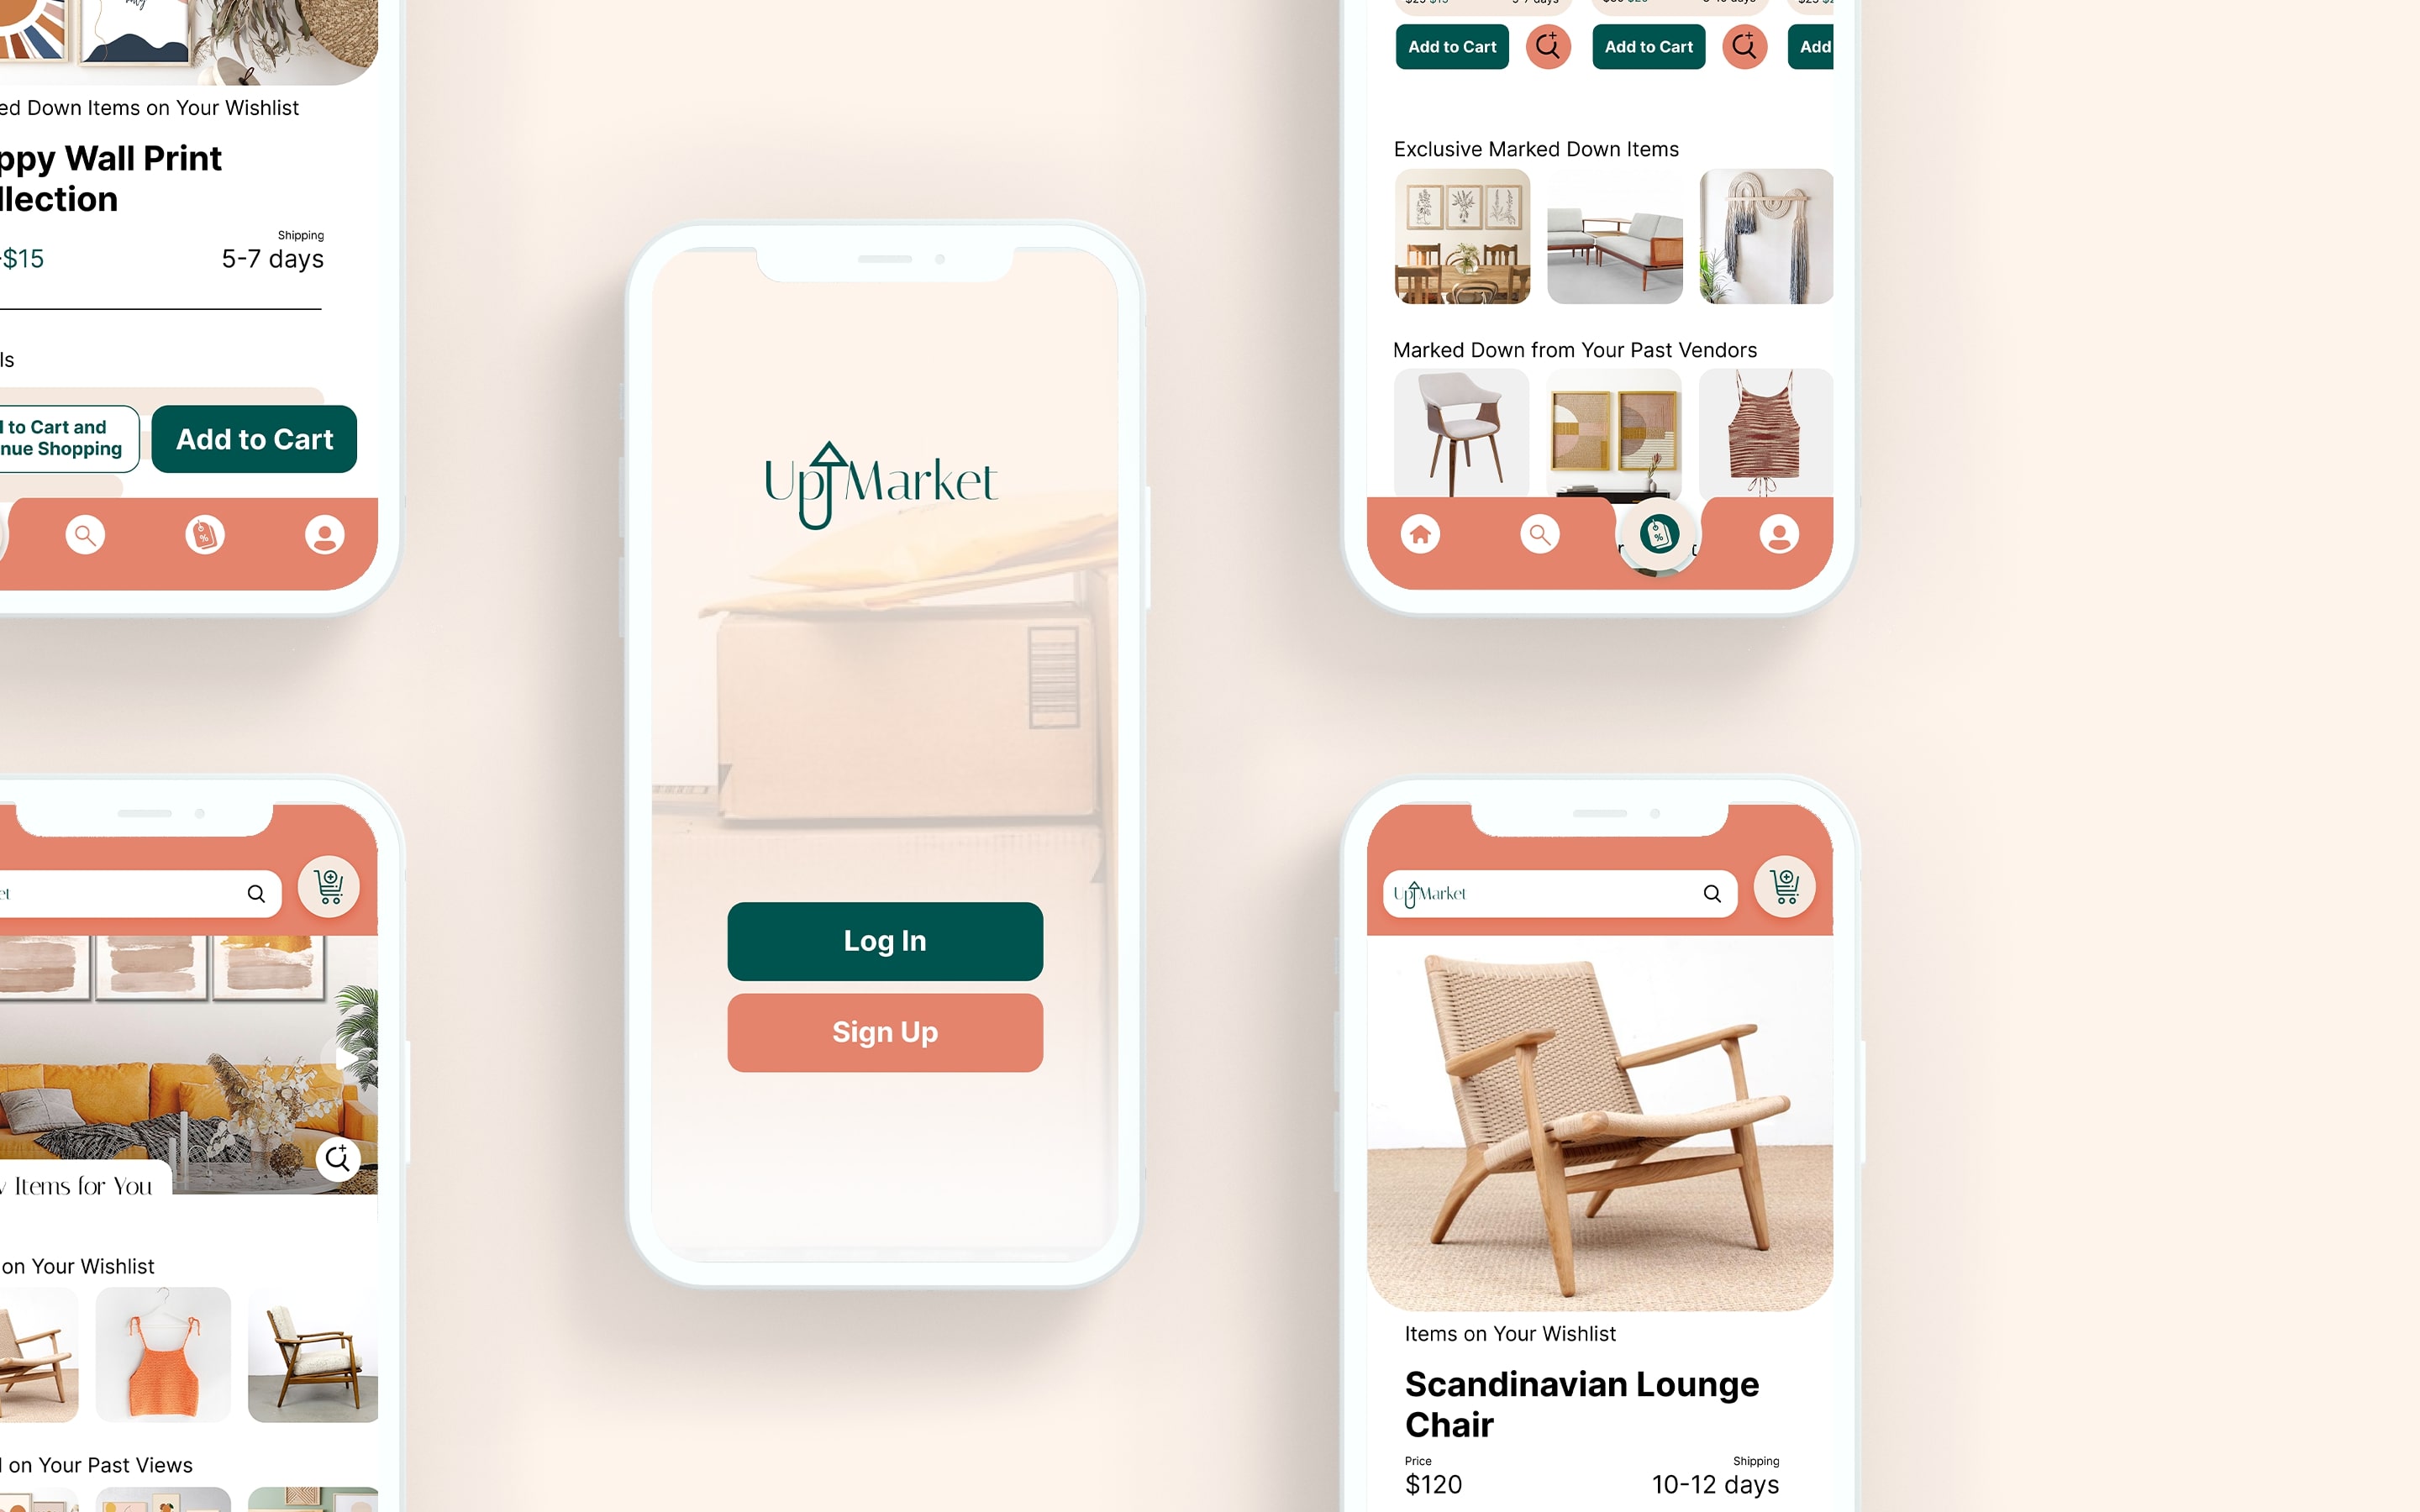 ed Down Items on Your Wishlist
ppy Wall Print
llection
Shipping
$15
5-7 days
ls
to Cart and
nue Shopping
Add to Cart
%
et
Items for You
on Your Wishlist
on Your Past Views
UpMarket
Log In
Sign Up
Add to Cart
Add to Cart
Add
Exclusive Marked Down Items
Marked Down from Your Past Vendors
%
UpMarket
Items on Your Wishlist
Scandinavian Lounge
Chair
Price
Shipping
$120
10-12 days